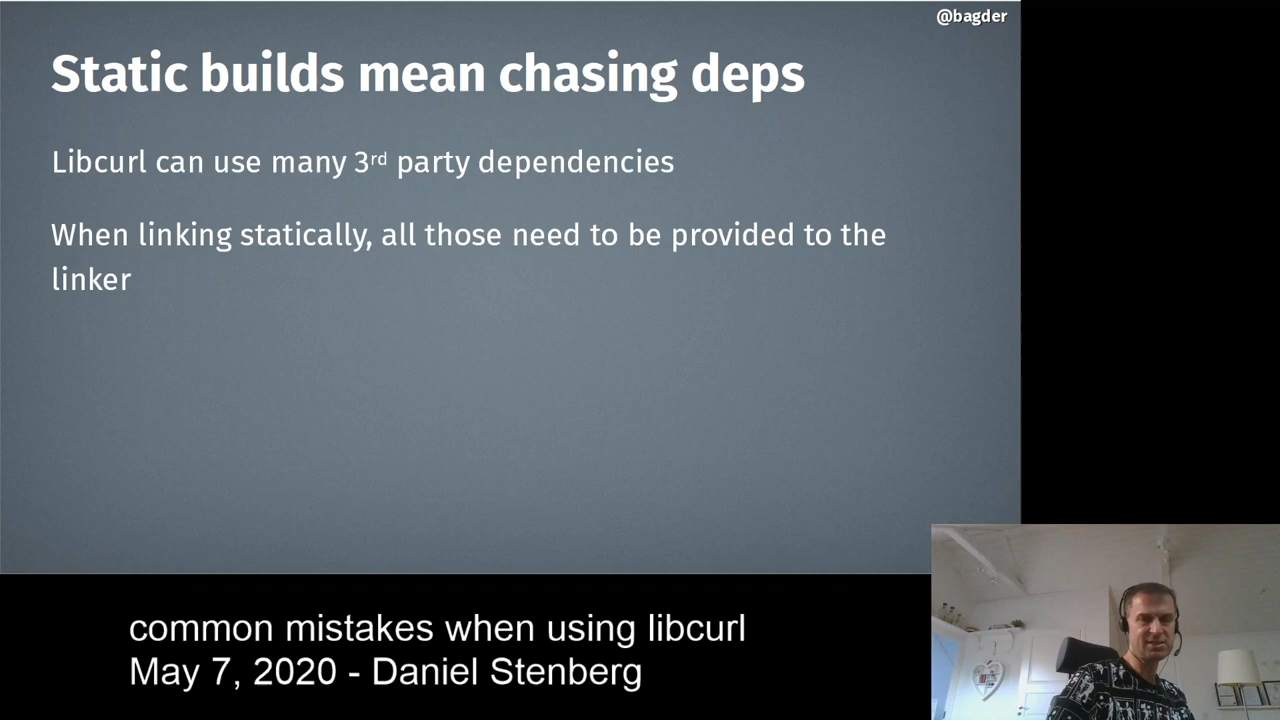 @bagder
Static builds mean chasing deps
Libcurl can use many 3rd party dependencies
When linking statically, all those need to be provided to the
linker
common mistakes when using libcurl
May 7, 2020 - Daniel Stenberg